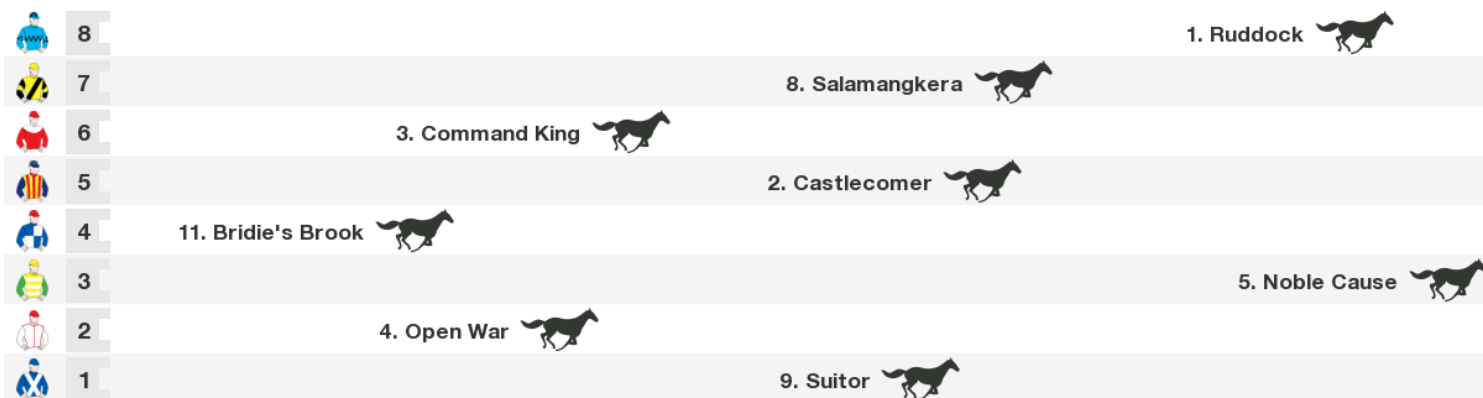 8 1. Ruddock
7 8. Salamangkera
6 3. Command King
5 2. Castlecomer
4 11. Bridie's Brook
3 5. Noble Cause
2 4. Open War
1 9. Suitor